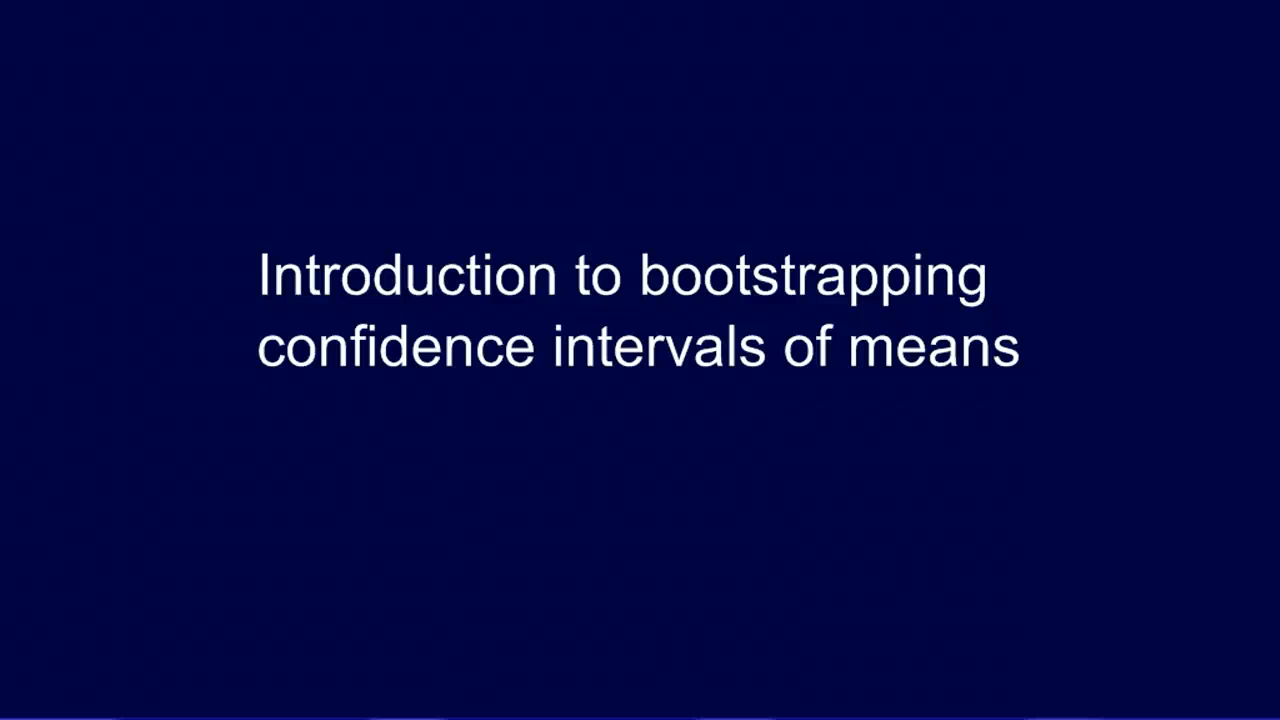 Introduction to bootstrapping
confidence intervals of means